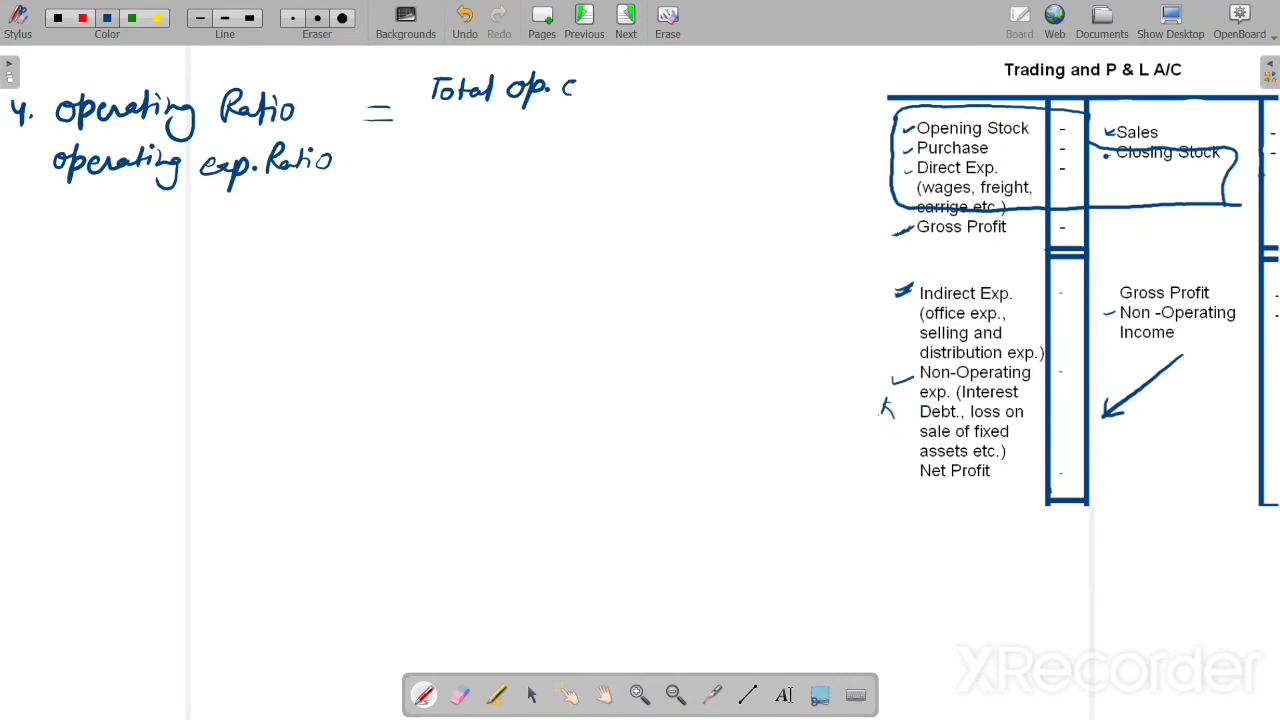 Stylus
Color
Line
Eraser
Backgrounds
Undo
Redo
Pages
Previous
Next
Erase
Board
Web
Documents
Show Desktop
OpenBoard
4. operating Ratio = Total op. c
operating exp. Ratio
Trading and P & L A/C
Opening Stock -
Sales -
Purchase -
Closing Stock -
Direct Exp. -
(wages, freight,
carrige etc.)
Gross Profit -
Indirect Exp. -
Gross Profit -
(office exp.,
Non -Operating -
selling and
Income
distribution exp.)
Non-Operating -
exp. (Interest
Debt., loss on
sale of fixed
assets etc.)
Net Profit -
XRecorder